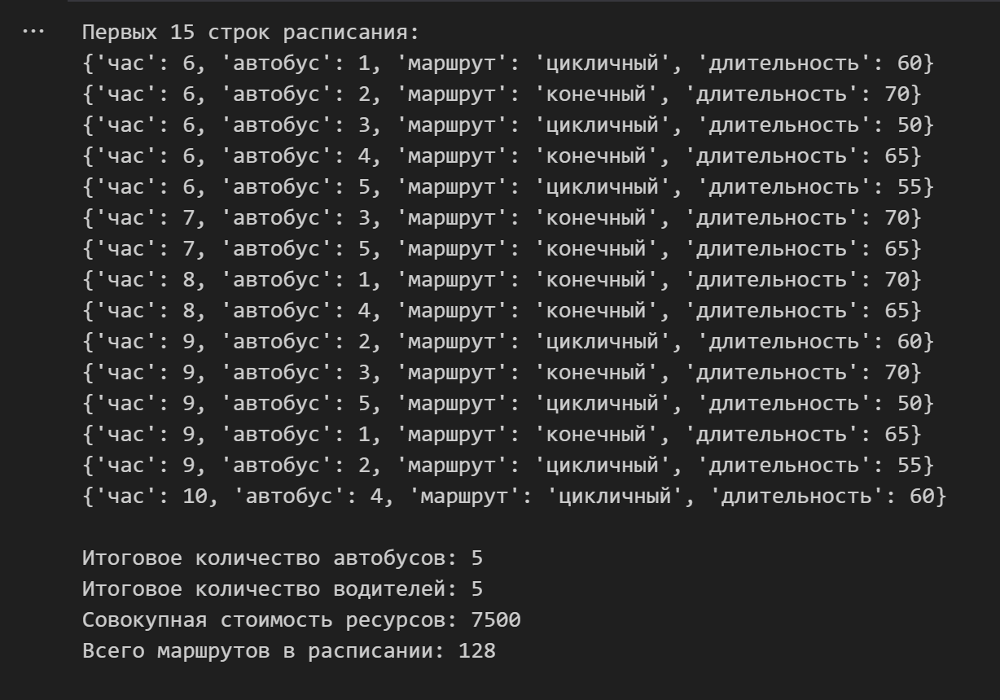 Первых 15 строк расписания:
{'час': 6, 'автобус': 1, 'маршрут': 'цикличный', 'длительность': 60}
{'час': 6, 'автобус': 2, 'маршрут': 'конечный', 'длительность': 70}
{'час': 6, 'автобус': 3, 'маршрут': 'цикличный', 'длительность': 50}
{'час': 6, 'автобус': 4, 'маршрут': 'конечный', 'длительность': 65}
{'час': 6, 'автобус': 5, 'маршрут': 'цикличный', 'длительность': 55}
{'час': 7, 'автобус': 3, 'маршрут': 'конечный', 'длительность': 70}
{'час': 7, 'автобус': 5, 'маршрут': 'конечный', 'длительность': 65}
{'час': 8, 'автобус': 1, 'маршрут': 'конечный', 'длительность': 70}
{'час': 8, 'автобус': 4, 'маршрут': 'конечный', 'длительность': 65}
{'час': 9, 'автобус': 2, 'маршрут': 'цикличный', 'длительность': 60}
{'час': 9, 'автобус': 3, 'маршрут': 'конечный', 'длительность': 70}
{'час': 9, 'автобус': 5, 'маршрут': 'цикличный', 'длительность': 50}
{'час': 9, 'автобус': 1, 'маршрут': 'конечный', 'длительность': 65}
{'час': 9, 'автобус': 2, 'маршрут': 'цикличный', 'длительность': 55}
{'час': 10, 'автобус': 4, 'маршрут': 'цикличный', 'длительность': 60}
Итоговое количество автобусов: 5
Итоговое количество водителей: 5
Совокупная стоимость ресурсов: 7500
Всего маршрутов в расписании: 128